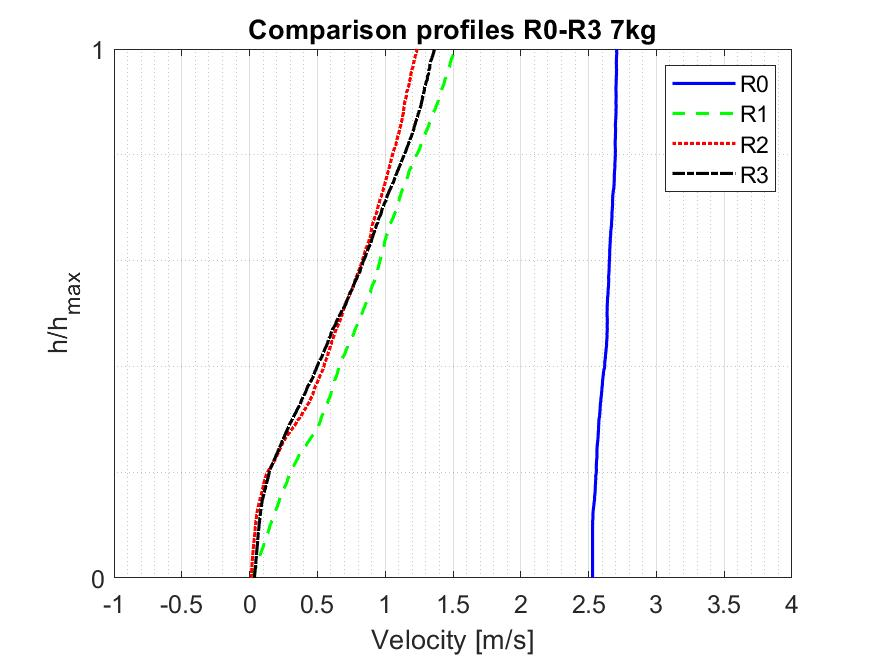 Comparison profiles R0-R3 7kg
1
R0
R1
R2
R3
h/hmax
0
-1 -0.5 0 0.5 1 1.5 2 2.5 3 3.5 4
Velocity [m/s]